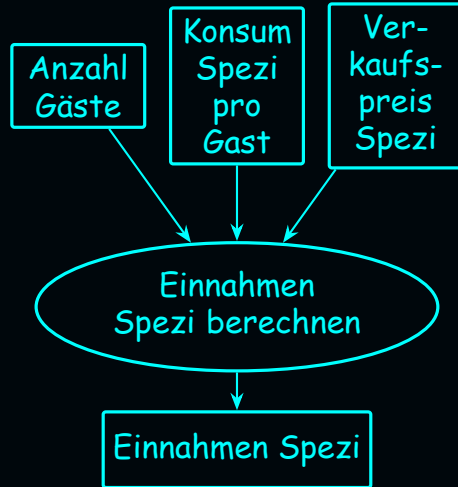 Anzahl
Gäste
Konsum
Spezi
pro
Gast
Ver-
kaufs-
preis
Spezi
Einnahmen
Spezi berechnen
Einnahmen Spezi